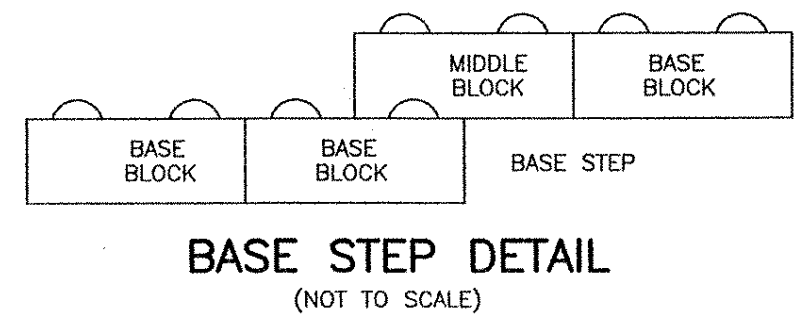 MIDDLE
BLOCK
BASE
BLOCK
BASE
BLOCK
BASE
BLOCK
BASE STEP
BASE STEP DETAIL
(NOT TO SCALE)